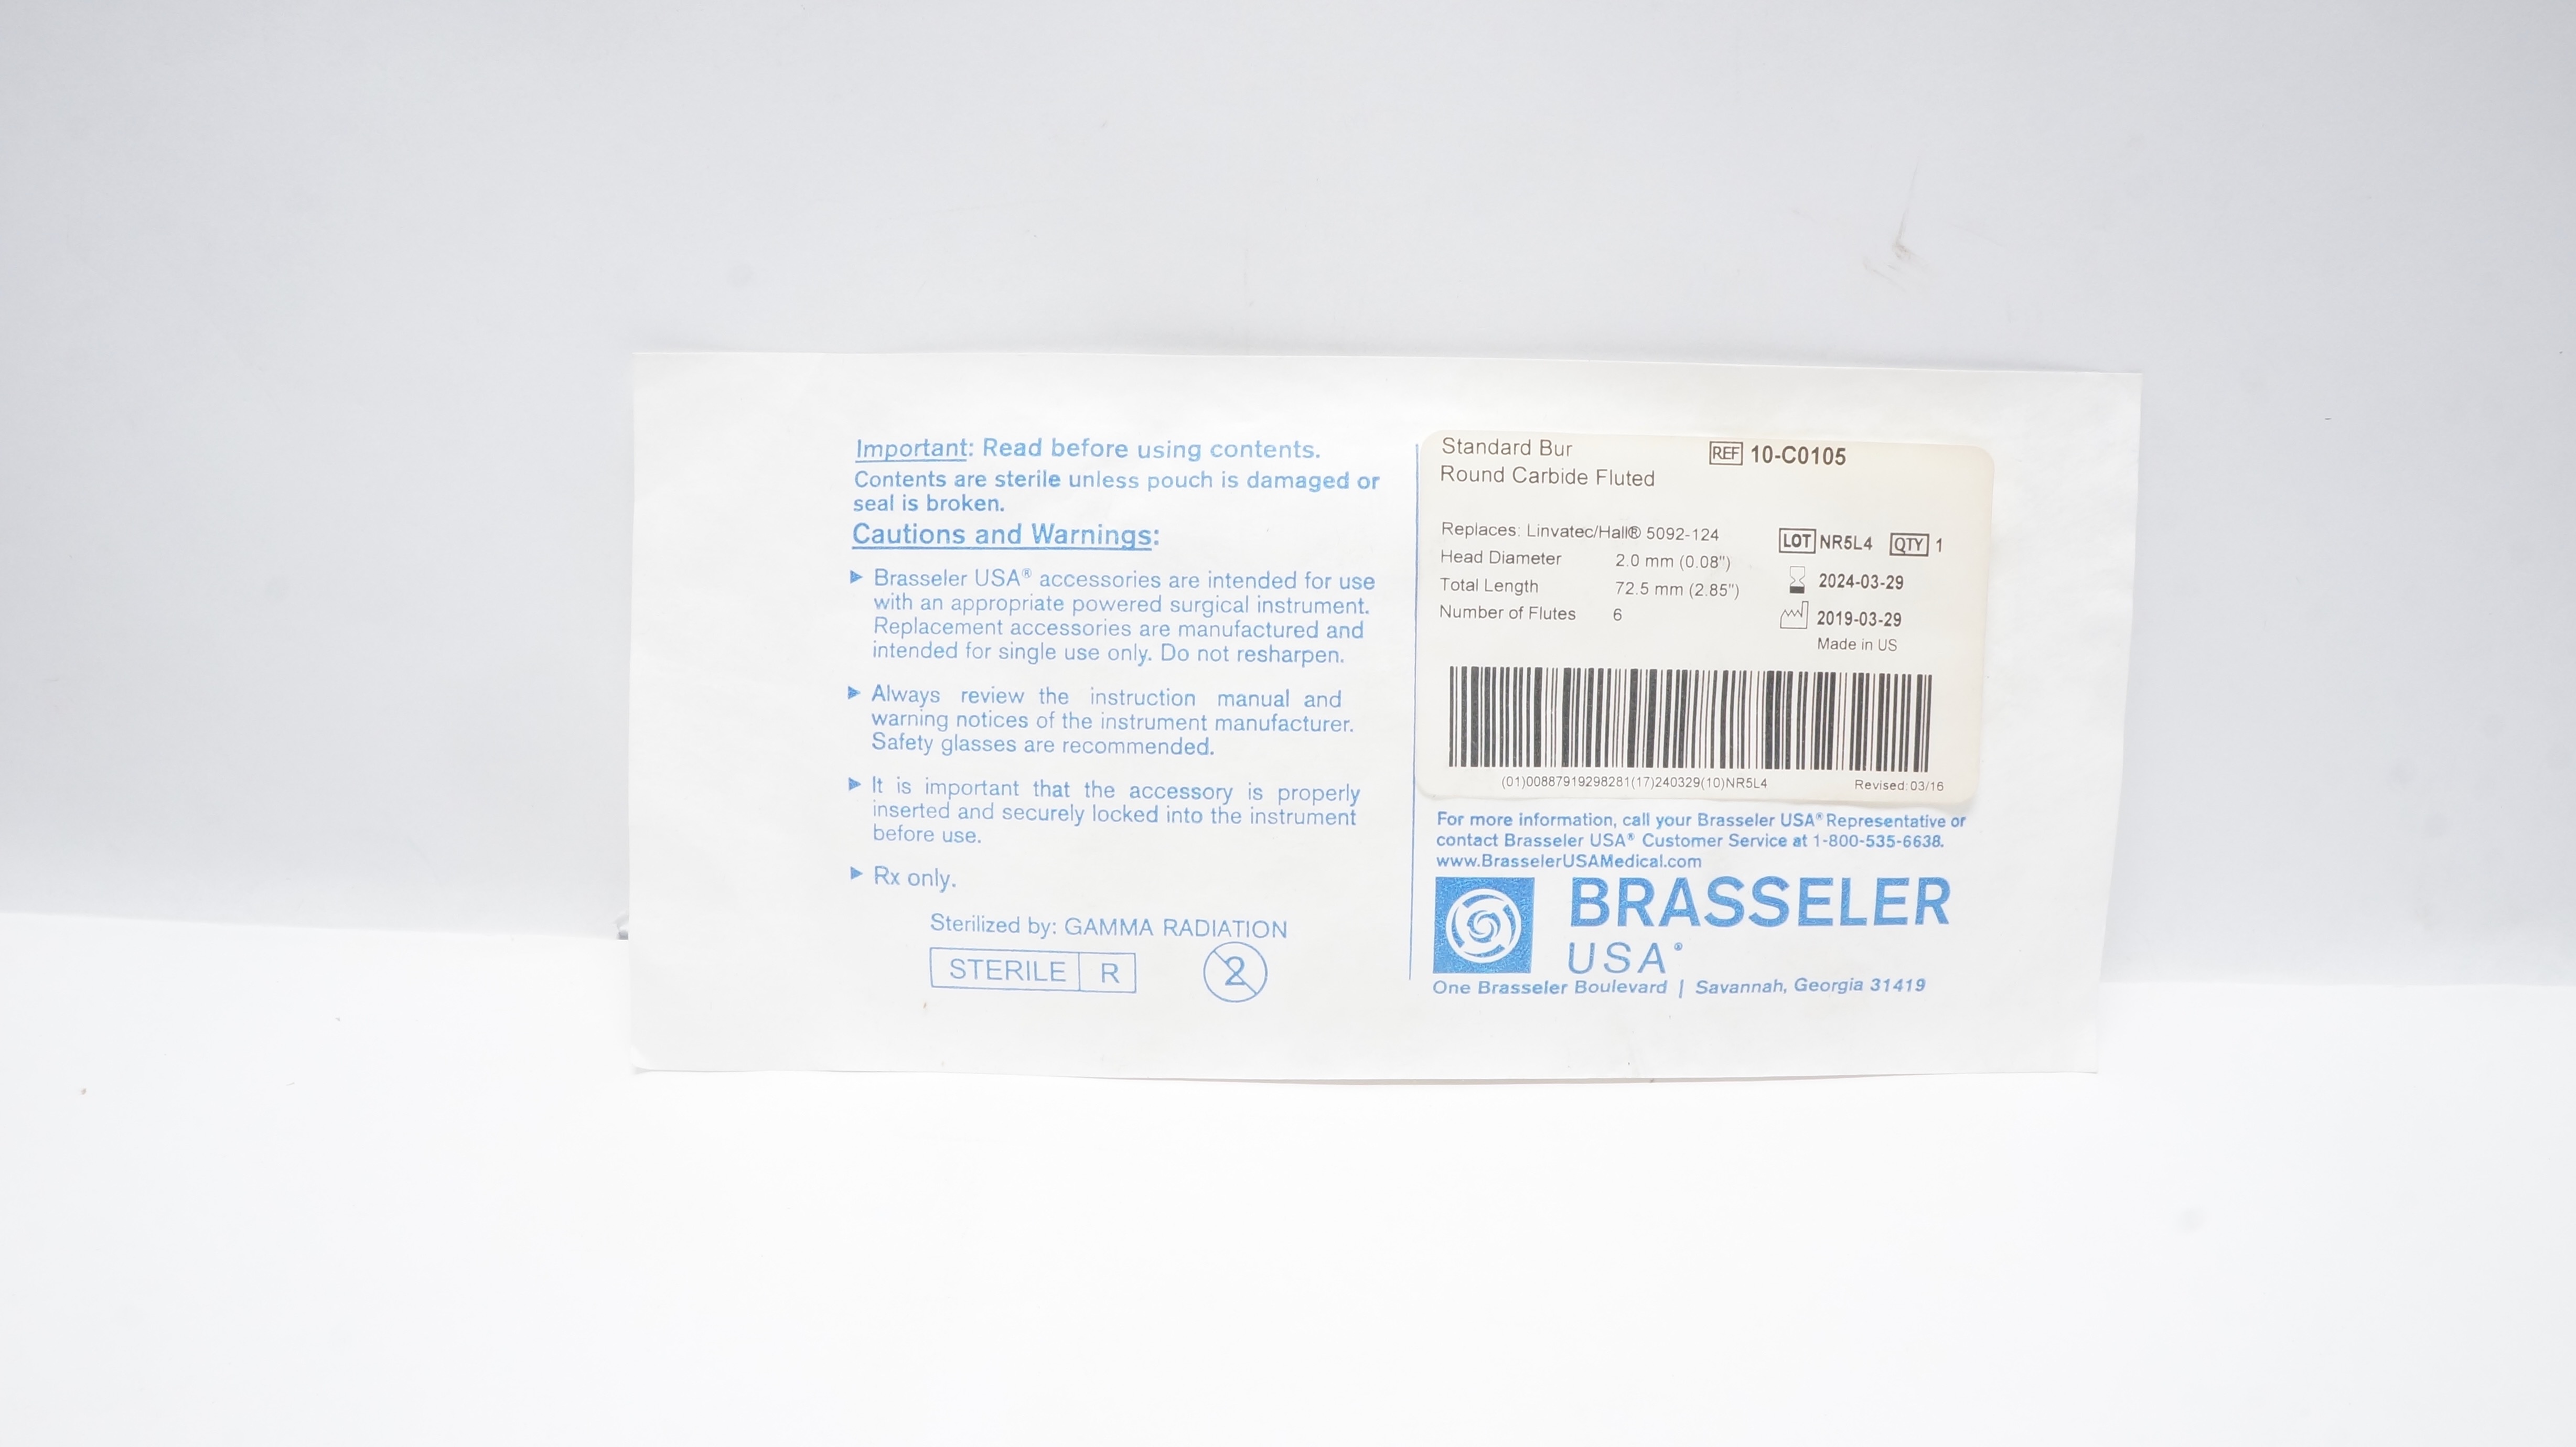 Important: Read before using contents.
Contents are sterile unless pouch is damaged or
seal is broken.
Cautions and Warnings:
Brasseler USA® accessories are intended for use
with an appropriate powered surgical instrument.
Replacement accessories are manufactured and
intended for single use only. Do not resharpen.
Always review the instruction manual and
warning notices of the instrument manufacturer.
Safety glasses are recommended.
It is important that the accessory is properly
inserted and securely locked into the instrument
before use.
Rx only.
Sterilized by: GAMMA RADIATION
STERILE R 2
Standard Bur REF 10-C0105
Round Carbide Fluted
Replaces: Linvatec/Hall® 5092-124
Head Diameter 2.0 mm (0.08")
Total Length 72.5 mm (2.85")
Number of Flutes 6
LOT NR5L4 QTY 1
2024-03-29
2019-03-29
Made in US
(01)00887919298281(17)240329(10)NR5L4 Revised: 03/16
For more information, call your Brasseler USA® Representative or
contact Brasseler USA® Customer Service at 1-800-535-6638.
www.BrasselerUSAMedical.com
BRASSELER
USA®
One Brasseler Boulevard | Savannah, Georgia 31419